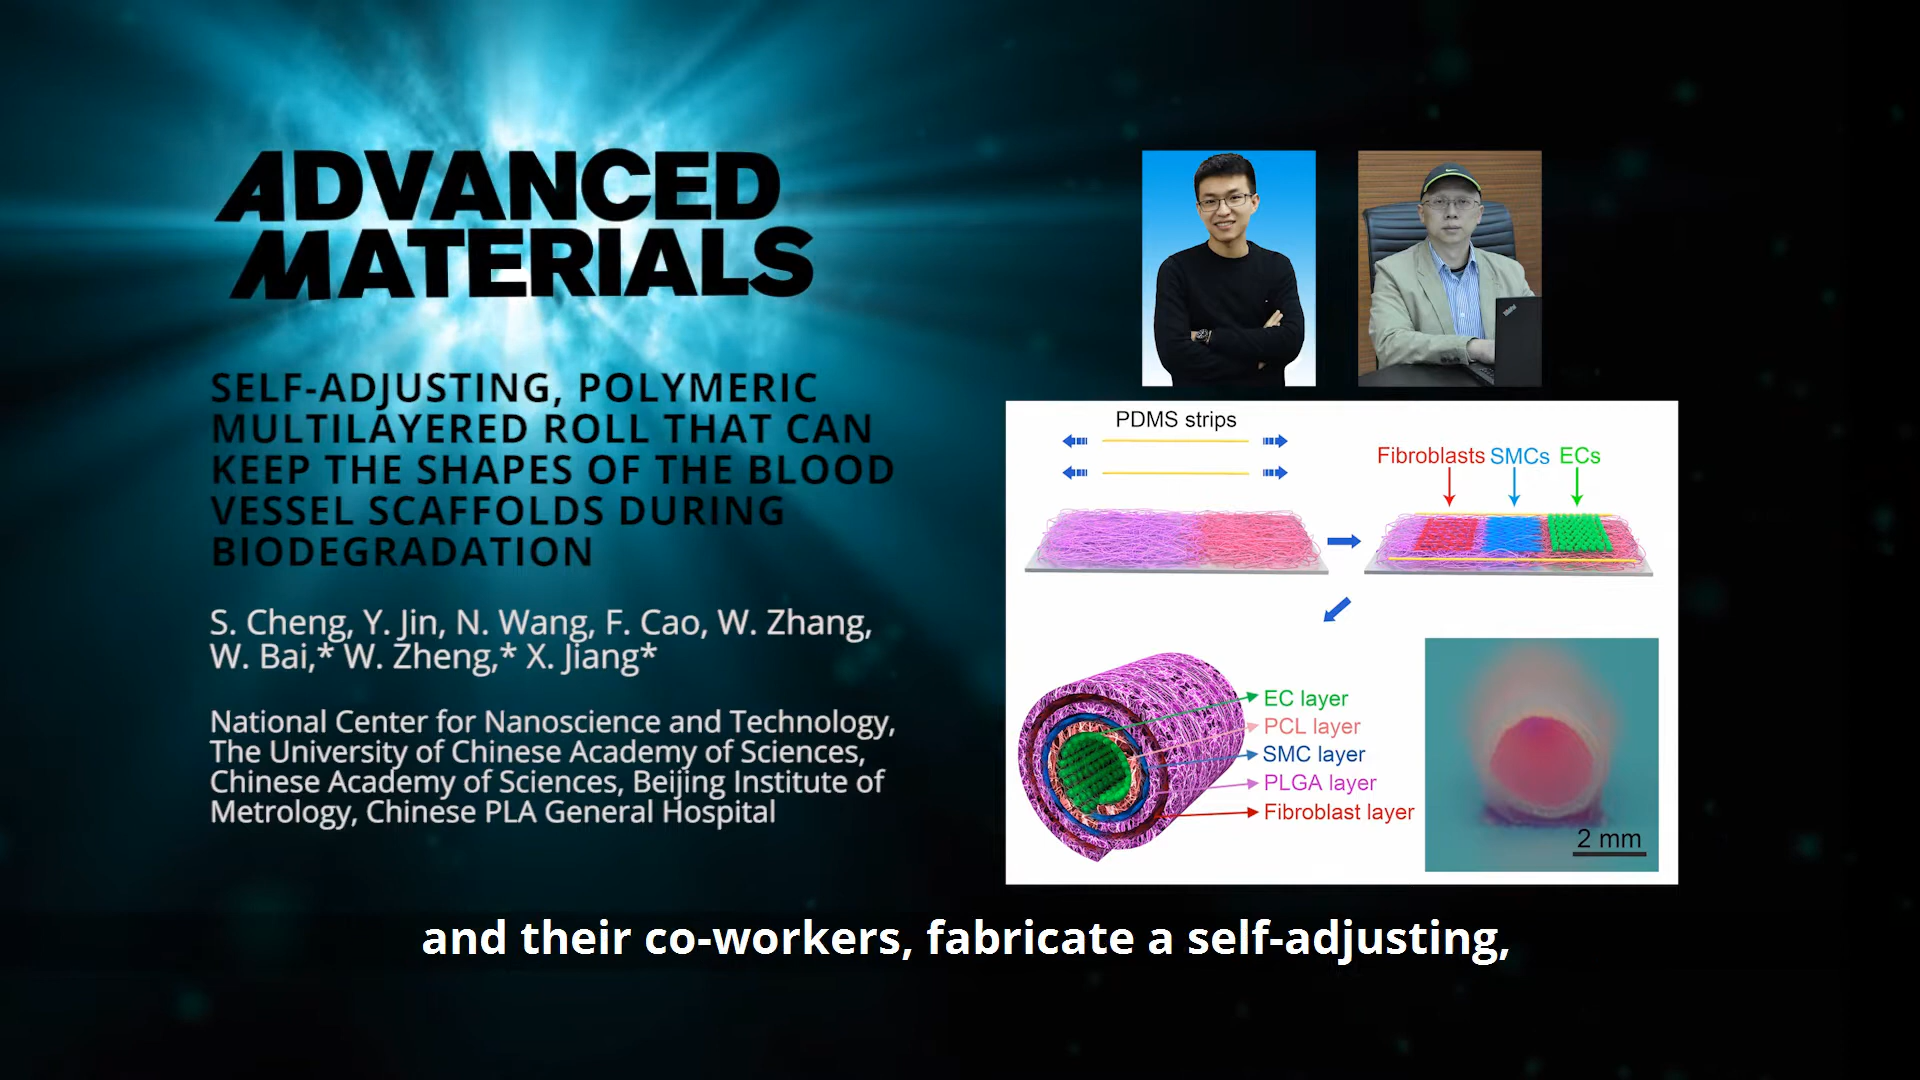 ADVANCED
MATERIALS
SELF-ADJUSTING, POLYMERIC
MULTILAYERED ROLL THAT CAN
KEEP THE SHAPES OF THE BLOOD
VESSEL SCAFFOLDS DURING
BIODEGRADATION
S. Cheng, Y. Jin, N. Wang, F. Cao, W. Zhang,
W. Bai,* W. Zheng,* X. Jiang*
National Center for Nanoscience and Technology,
The University of Chinese Academy of Sciences,
Chinese Academy of Sciences, Beijing Institute of
Metrology, Chinese PLA General Hospital
ThinkPad
PDMS strips
Fibroblasts SMCs ECs
EC layer
PCL layer
SMC layer
PLGA layer
Fibroblast layer
2 mm
and their co-workers, fabricate a self-adjusting,